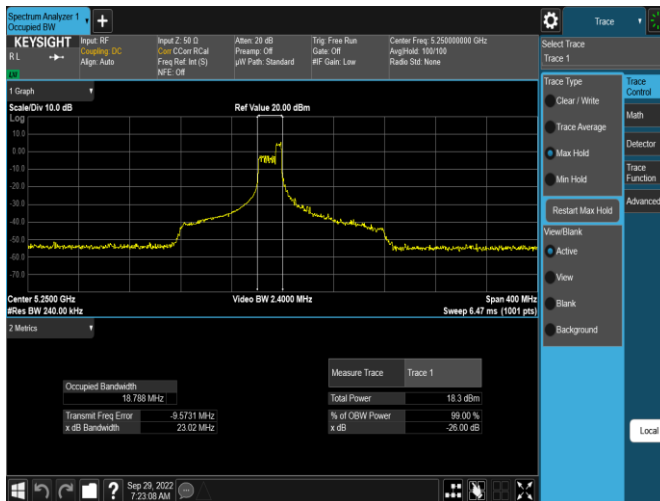 Spectrum Analyzer 1
Occupied BW
Trace
KEYSIGHT
R L
Input: RF
Coupling: DC
Align: Auto
Input Z: 50 Ω
Corr CCorr RCal
Freq Ref: Int (S)
NFE: Off
Atten: 20 dB
Preamp: Off
µW Path: Standard
Trig: Free Run
Gate: Off
#IF Gain: Low
Center Freq: 5.250000000 GHz
Avg|Hold: 100/100
Radio Std: None
Select Trace
Trace 1
1 Graph
Scale/Div 10.0 dB
Ref Value 20.00 dBm
Log
10.0
0.00
-10.0
-20.0
-30.0
-40.0
-50.0
-60.0
-70.0
Center 5.2500 GHz
#Res BW 240.00 kHz
Video BW 2.4000 MHz
Span 400 MHz
Sweep 6.47 ms (1001 pts)
Trace Type
Clear / Write
Trace Average
Max Hold
Min Hold
Restart Max Hold
View/Blank
Active
View
Blank
Background
Trace
Control
Math
Detector
Trace
Function
Advanced
2 Metrics
Measure Trace Trace 1
Occupied Bandwidth
18.788 MHz
Total Power 18.3 dBm
Transmit Freq Error -9.5731 MHz
% of OBW Power 99.00 %
x dB Bandwidth 23.02 MHz
x dB -26.00 dB
Local
Sep 29, 2022
7:23:08 AM